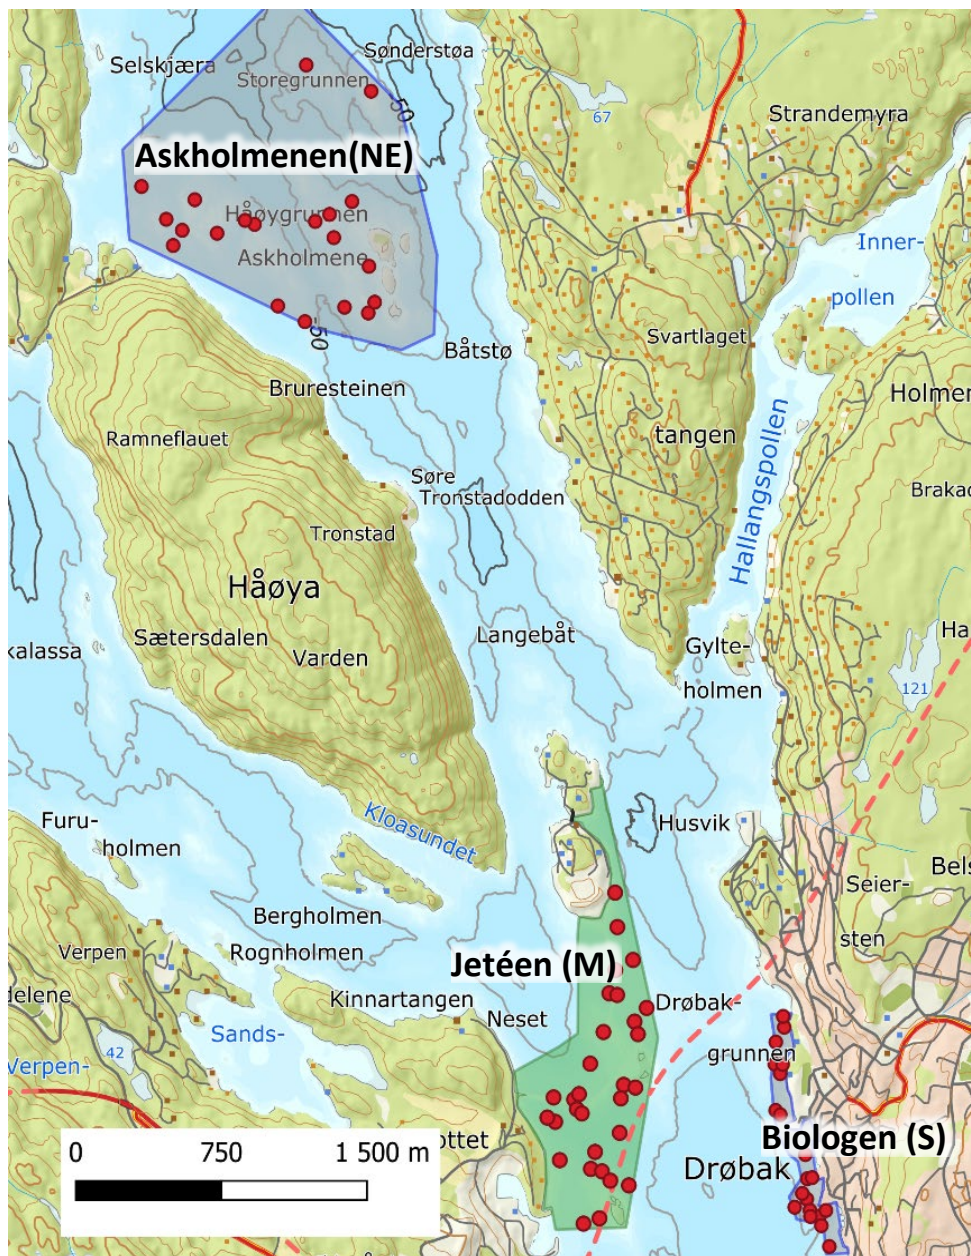 Sønderstøa
Selskjæra
Storegrunnen
50
67
Strandemyra
Askholmenen(NE)
Håøygrunnen
Inner-
Askholmene
pollen
-50
Svartlaget
Båtstø
Bruresteinen
Holmen
Ramneflauet
tangen
Søre
Tronstadodden
Hallangspollen
Brakad
Tronstad
Håøya
Sætersdalen
Langebåt
Ha
kalassa
Varden
Gylte-
holmen
121
Kloasundet
Furu-
holmen
Husvik
Seier-
Bels
Bergholmen
sten
Verpen
Rognholmen
Jetéen (M)
delene
Kinnartangen
Neset
Drøbak-
Sands-
grunnen
42
Verpen-
ottet
Biologen (S)
Drøbak
0 750 1 500 m